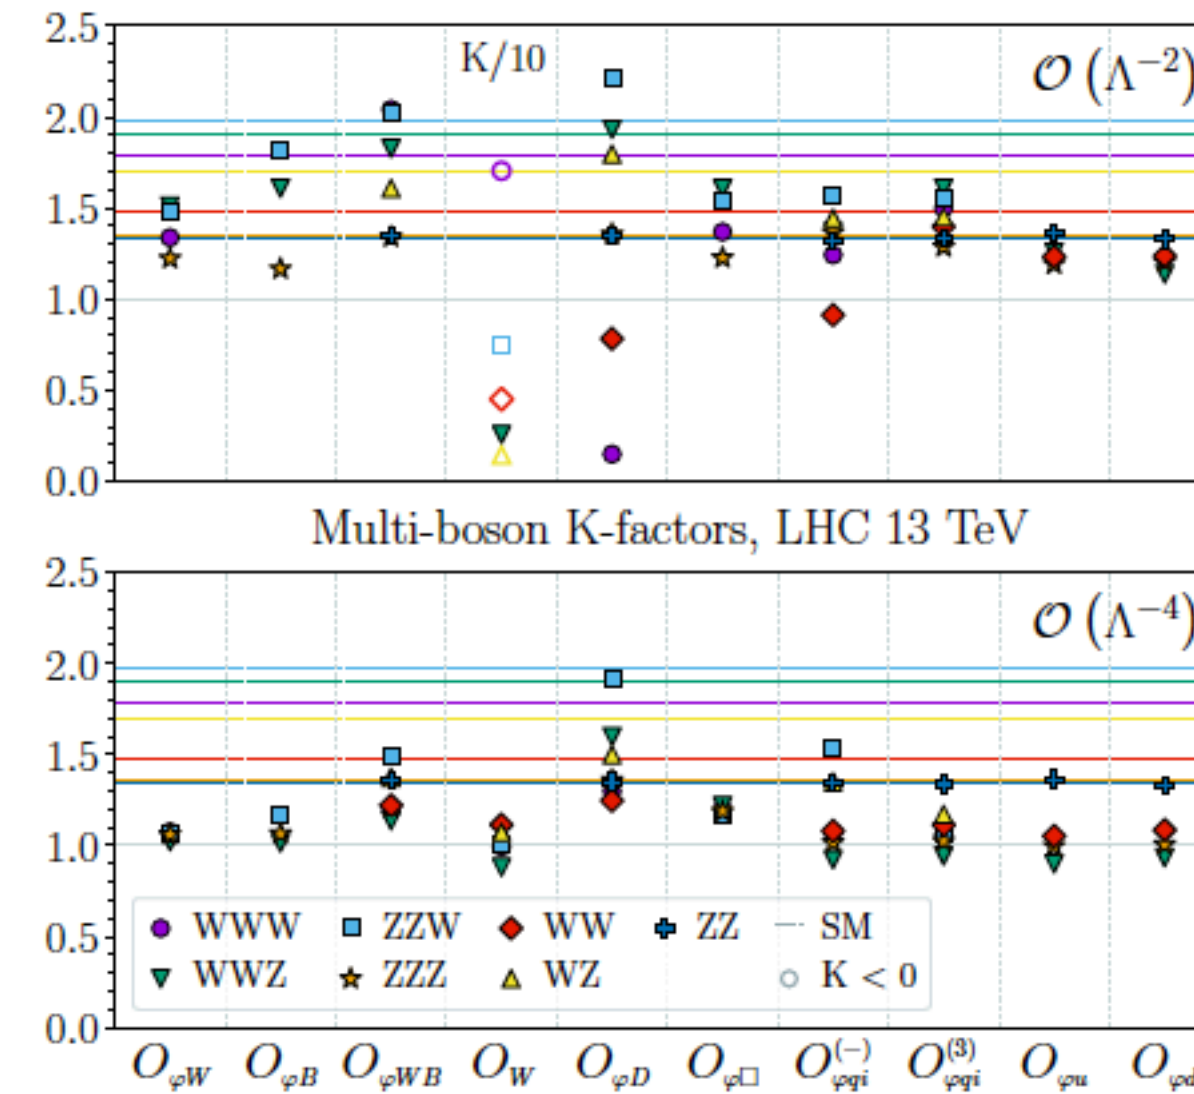 2.5
K/10
𝒪 (Λ⁻²)
2.0
1.5
1.0
0.5
0.0
Multi-boson K-factors, LHC 13 TeV
2.5
𝒪 (Λ⁻⁴)
2.0
1.5
1.0
WWW ZZW WW ZZ SM
0.5
WWZ ZZZ WZ K < 0
0.0
O_φW O_φB O_φWB O_W O_φD O_φ□ O_φqi^(−) O_φqi^(3) O_φu O_φd